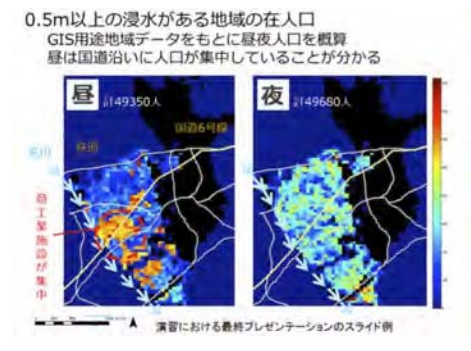 0.5m以上の浸水がある地域の在人口
GIS用途地域データをもとに昼夜人口を概算
昼は国道沿いに人口が集中していることが分かる
昼
149350人
国道6号線
夜
149680人
商工業施設が集中
演習における最終プレゼンテーションのスライド例